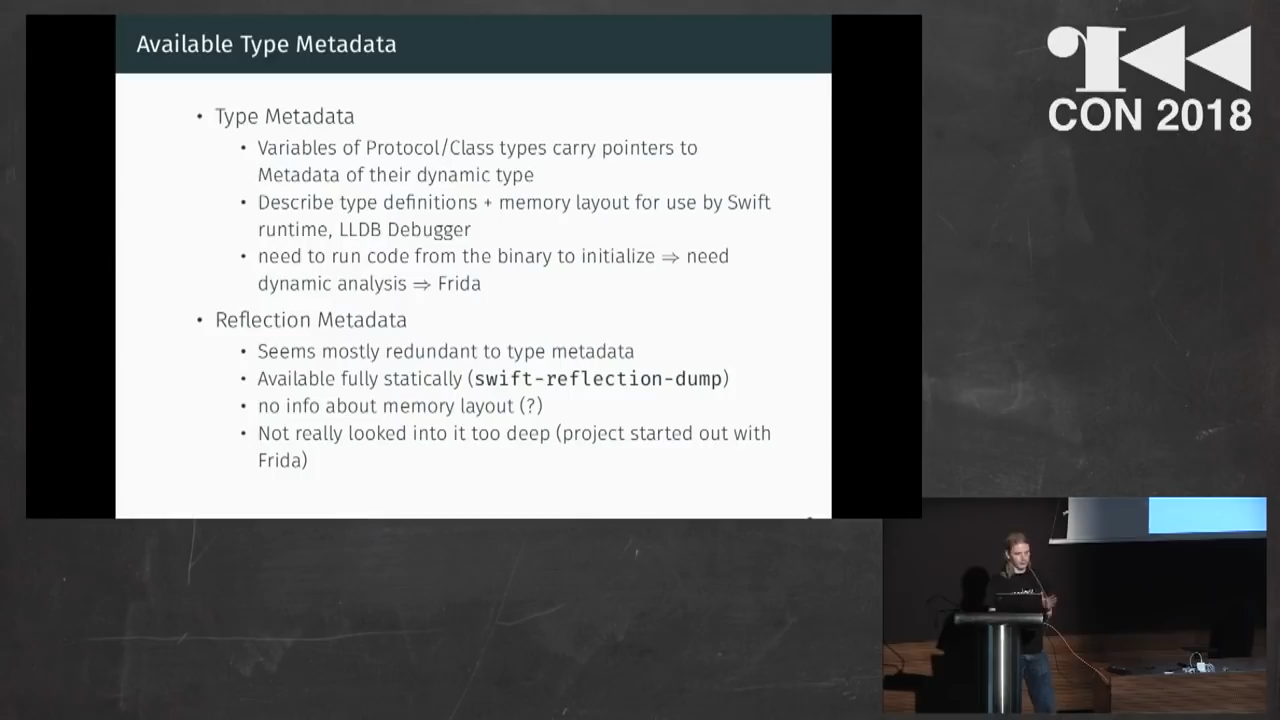 Available Type Metadata
• Type Metadata
• Variables of Protocol/Class types carry pointers to
Metadata of their dynamic type
• Describe type definitions + memory layout for use by Swift
runtime, LLDB Debugger
• need to run code from the binary to initialize ⇒ need
dynamic analysis ⇒ Frida
• Reflection Metadata
• Seems mostly redundant to type metadata
• Available fully statically (swift-reflection-dump)
• no info about memory layout (?)
• Not really looked into it too deep (project started out with
Frida)
CON 2018